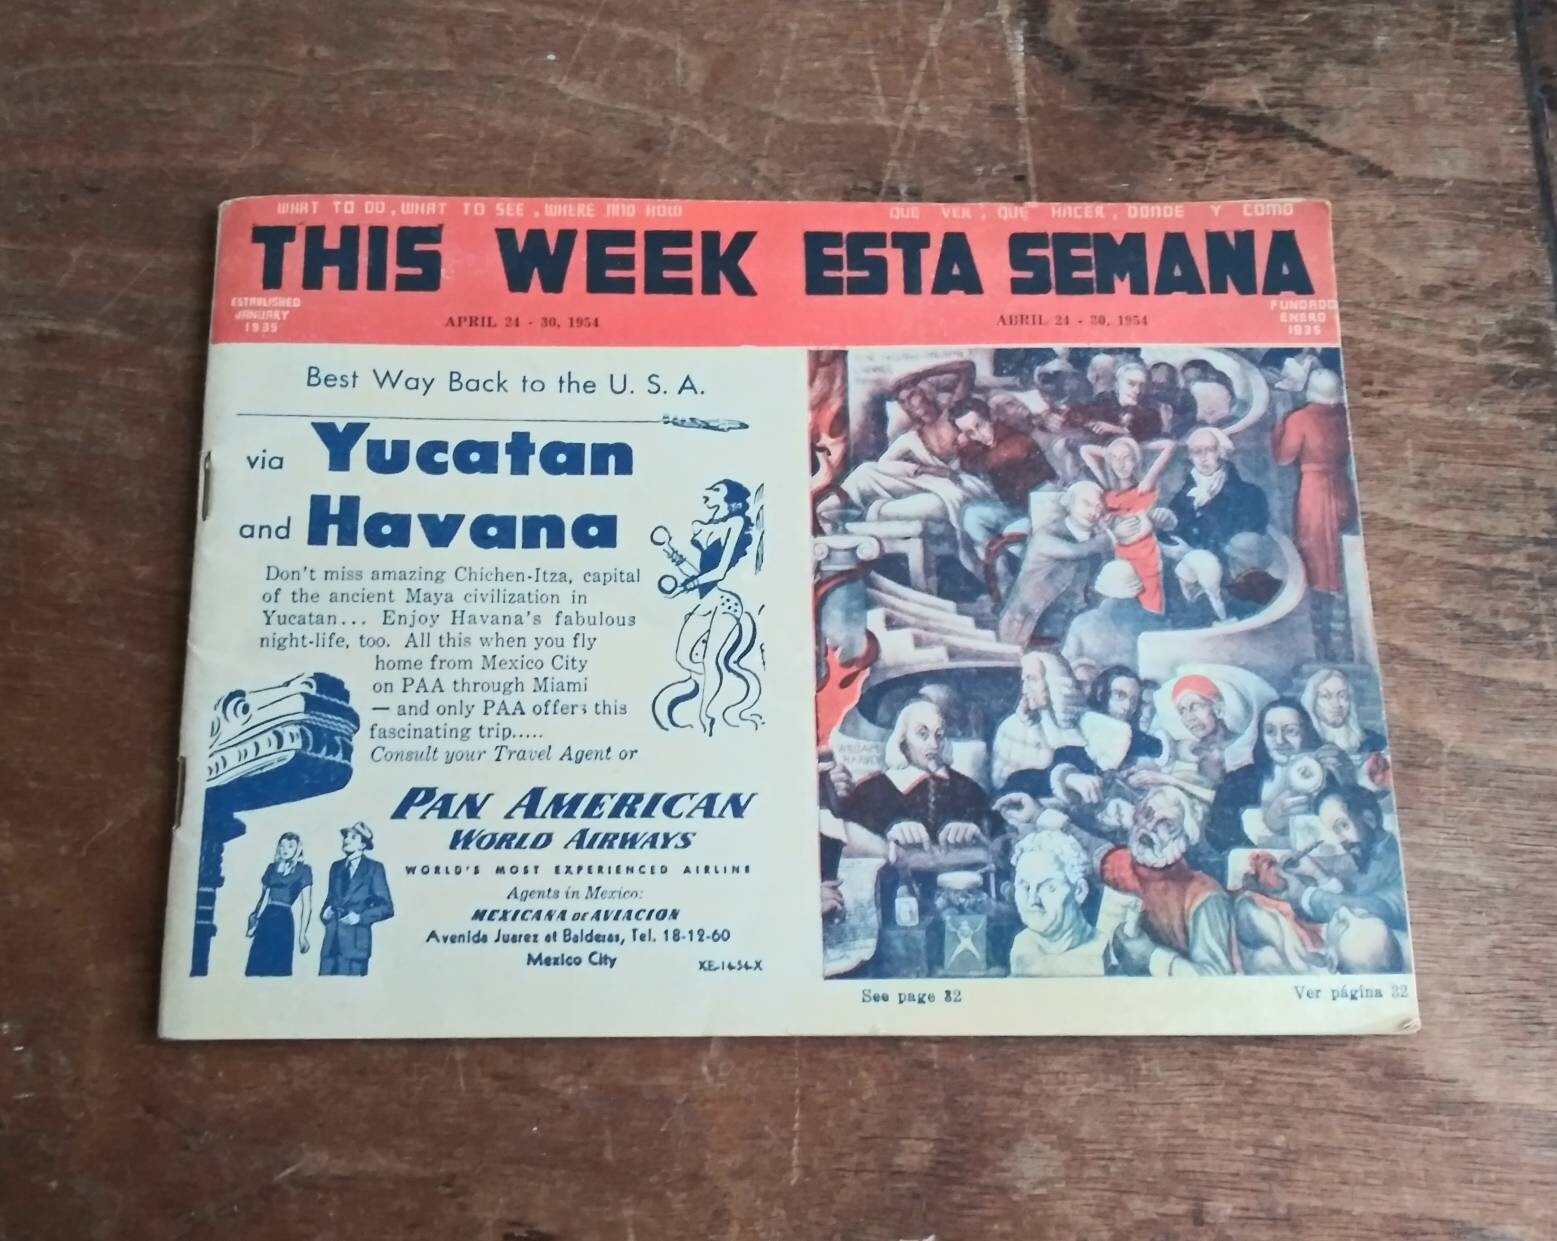 WHAT TO DO, WHAT TO SEE, WHERE AND HOW
QUE VER, QUE HACER, DONDE Y COMO
THIS WEEK ESTA SEMANA
ESTABLISHED
JANUARY
1935
APRIL 24 - 30, 1954
ABRIL 24 - 30, 1954
FUNDADO
ENERO
1935
Best Way Back to the U. S. A.
via Yucatan
and Havana
Don't miss amazing Chichen-Itza, capital
of the ancient Maya civilization in
Yucatan... Enjoy Havana's fabulous
night-life, too. All this when you fly
home from Mexico City
on PAA through Miami
— and only PAA offers this
fascinating trip.....
Consult your Travel Agent or
PAN AMERICAN
WORLD AIRWAYS
WORLD'S MOST EXPERIENCED AIRLINE
Agents in Mexico:
MEXICANA DE AVIACION
Avenida Juarez at Balderas, Tel. 18-12-60
Mexico City
XE-14-54-X
WILLIAM
HARVEY
See page 32
Ver página 32